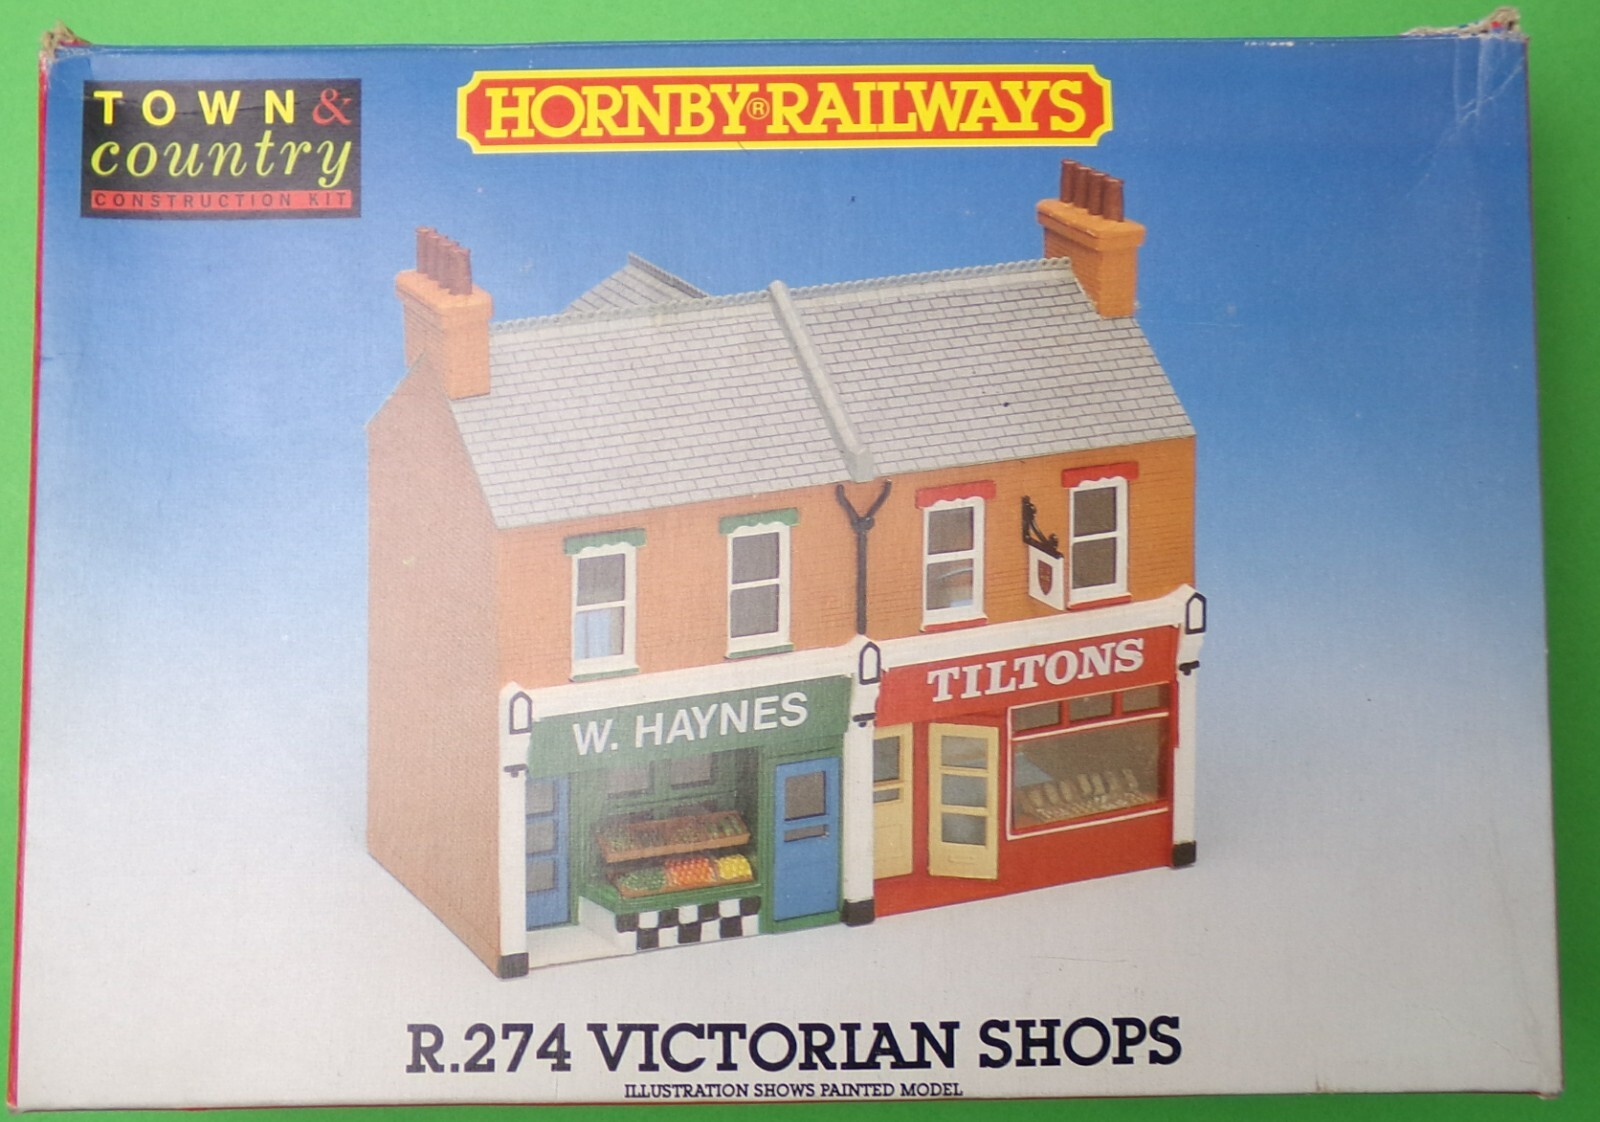 TOWN &
country
CONSTRUCTION KIT
HORNBY® RAILWAYS
W. HAYNES
TILTONS
R.274 VICTORIAN SHOPS
ILLUSTRATION SHOWS PAINTED MODEL